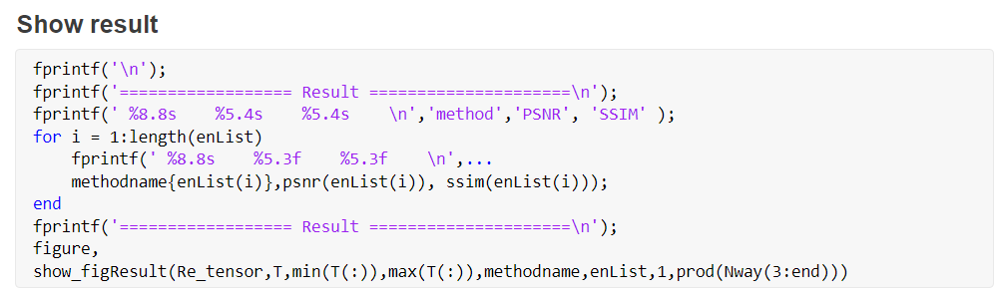 Show result
fprintf('\n');
fprintf('================== Result =====================\n');
fprintf(' %8.8s    %5.4s    %5.4s    \n','method','PSNR', 'SSIM' );
for i = 1:length(enList)
    fprintf(' %8.8s    %5.3f    %5.3f    \n',...
    methodname{enList(i)},psnr(enList(i)), ssim(enList(i)));
end
fprintf('================== Result =====================\n');
figure,
show_figResult(Re_tensor,T,min(T(:)),max(T(:)),methodname,enList,1,prod(Nway(3:end)))